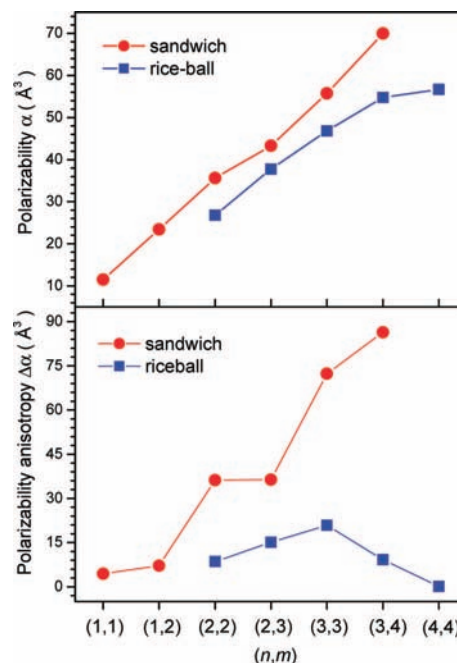 Polarizability α ( Å³ )
70
60
50
40
30
20
10
sandwich
rice-ball
Polarizability anisotropy Δα ( Å³ )
90
75
60
45
30
15
0
sandwich
riceball
(1,1) (1,2) (2,2) (2,3) (3,3) (3,4) (4,4)
(n,m)